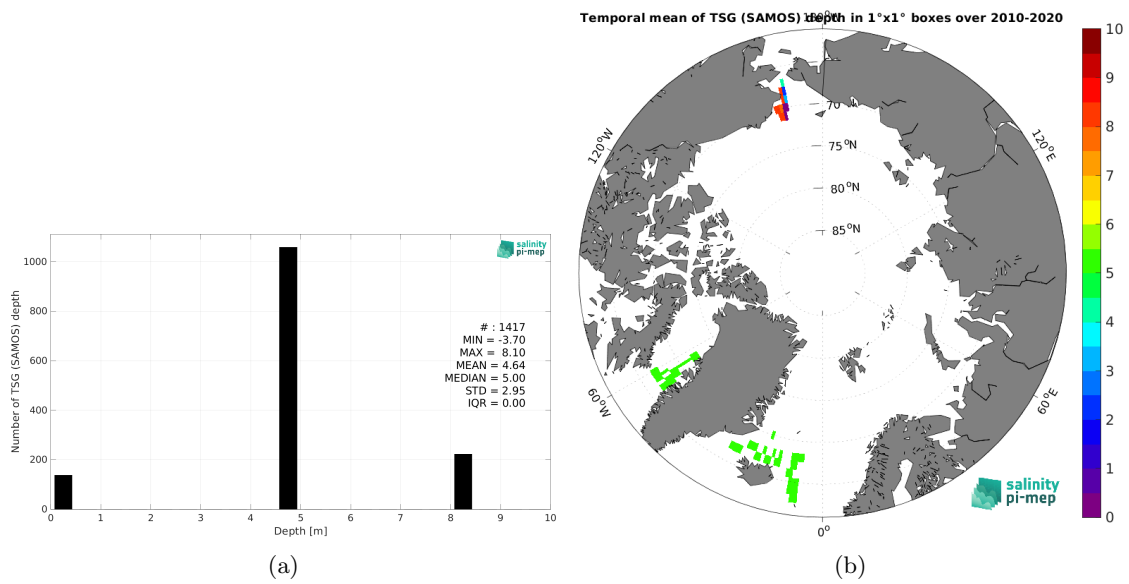 salinity
pi-mep
1000
800
600
400
200
0
Number of TSG (SAMOS) depth
# : 1417
MIN = -3.70
MAX = 8.10
MEAN = 4.64
MEDIAN = 5.00
STD = 2.95
IQR = 0.00
0 1 2 3 4 5 6 7 8 9 10
Depth [m]
(a)
Temporal mean of TSG (SAMOS) depth in 1°x1° boxes over 2010-2020
180°W
120°W
120°E
70°N
75°N
80°N
85°N
60°W
60°E
0°
salinity
pi-mep
10
9
8
7
6
5
4
3
2
1
0
(b)